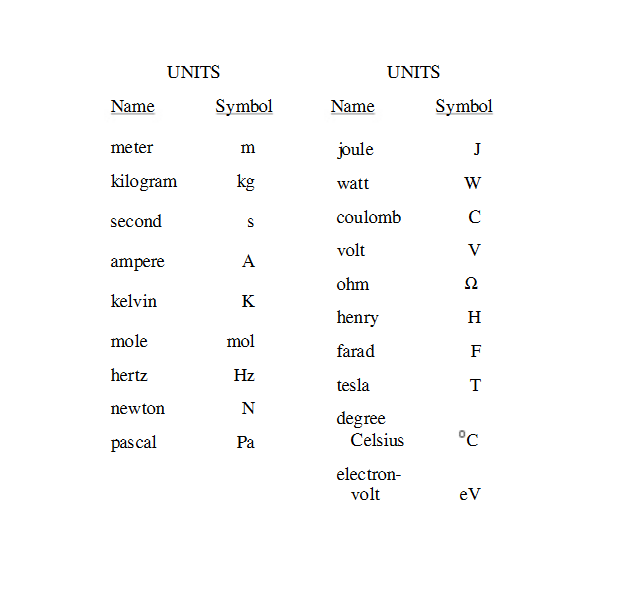 UNITS
Name Symbol
meter m
kilogram kg
second s
ampere A
kelvin K
mole mol
hertz Hz
newton N
pascal Pa
UNITS
Name Symbol
joule J
watt W
coulomb C
volt V
ohm Ω
henry H
farad F
tesla T
degree
Celsius °C
electron-
volt eV